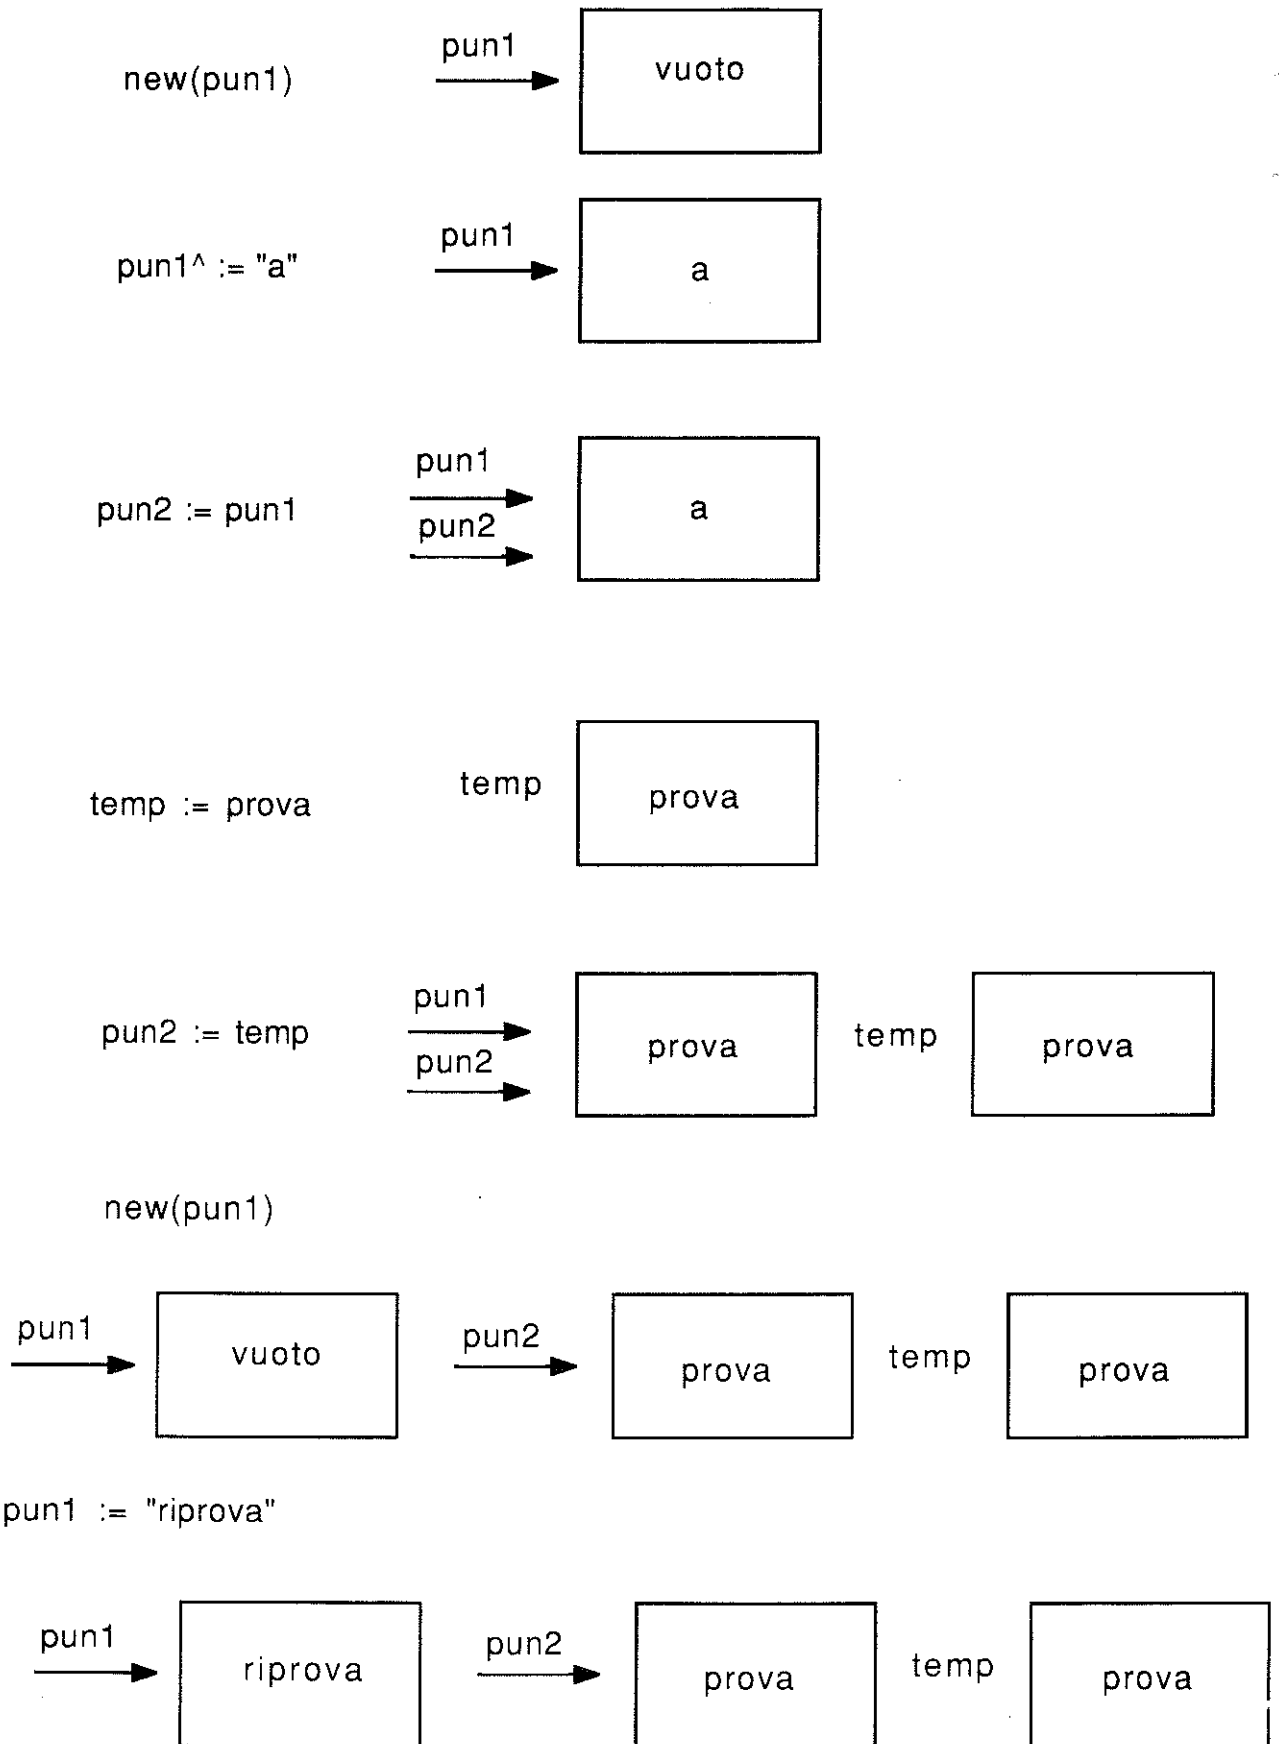 new(pun1)
pun1
vuoto
pun1^ := "a"
pun1
a
pun2 := pun1
pun1
pun2
a
temp := prova
temp
prova
pun2 := temp
pun1
pun2
prova
temp
prova
new(pun1)
pun1
vuoto
pun2
prova
temp
prova
pun1 := "riprova"
pun1
riprova
pun2
prova
temp
prova